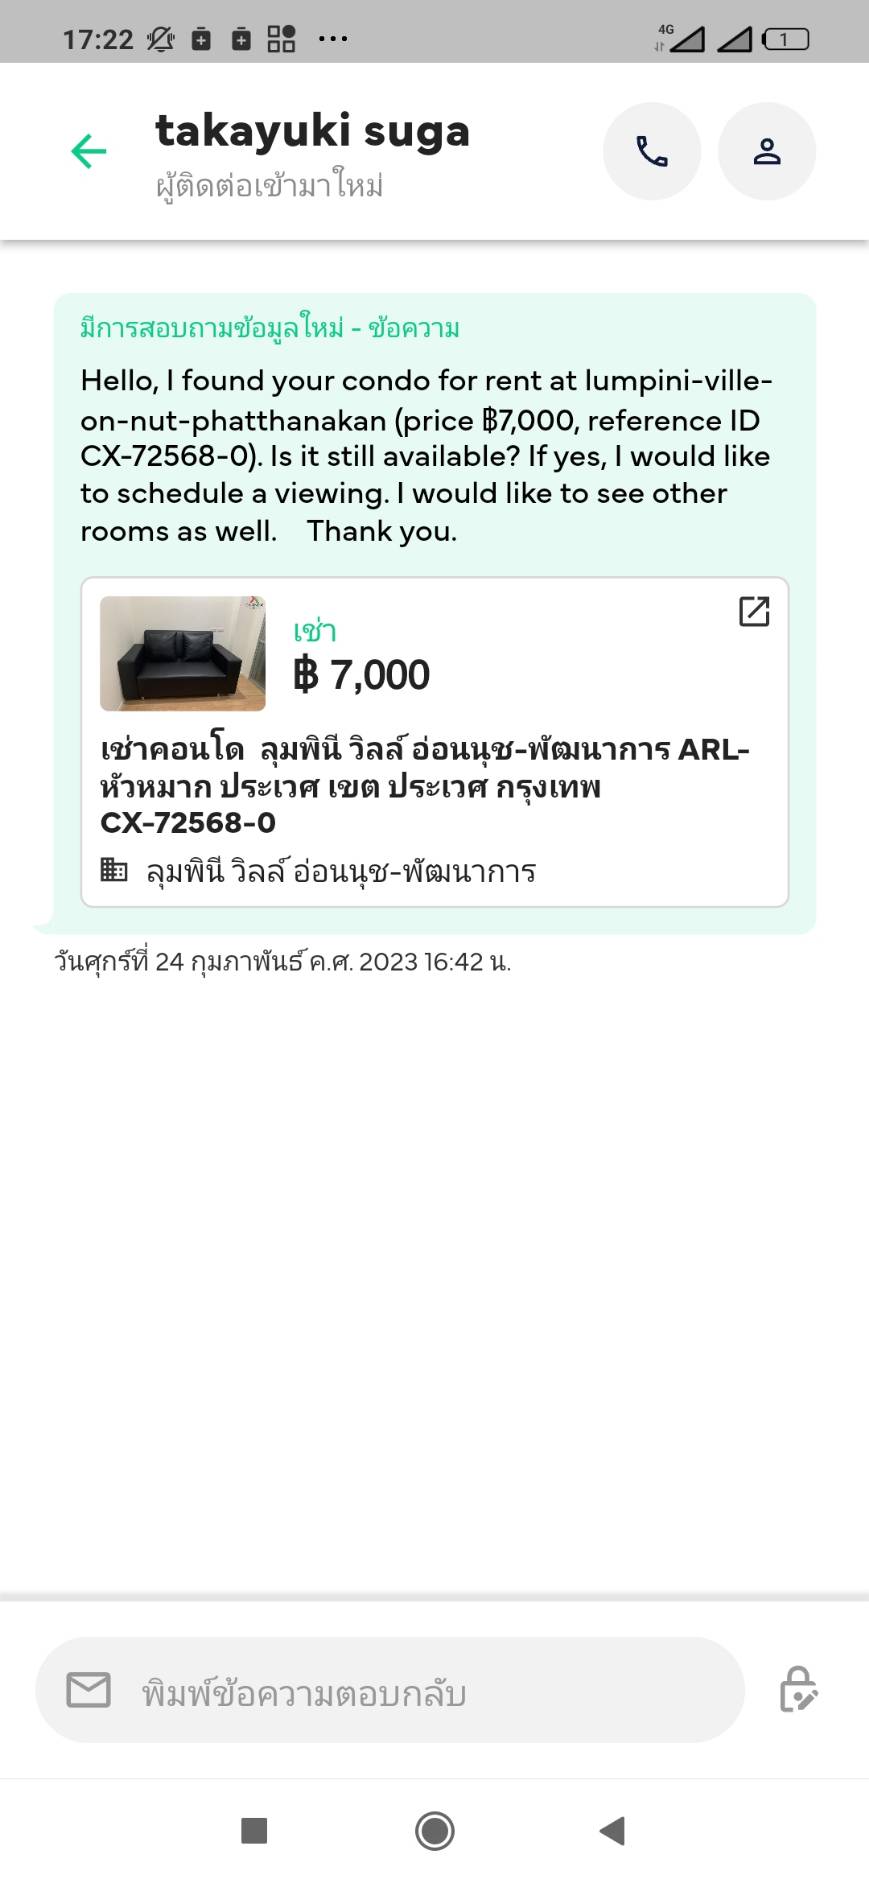 17:22
4G
1
takayuki suga
ผู้ติดต่อเข้ามาใหม่
มีการสอบถามข้อมูลใหม่ - ข้อความ
Hello, I found your condo for rent at lumpini-ville-
on-nut-phatthanakan (price ฿7,000, reference ID
CX-72568-0). Is it still available? If yes, I would like
to schedule a viewing. I would like to see other
rooms as well.    Thank you.
เช่า
฿ 7,000
เช่าคอนโด  ลุมพินี วิลล์ อ่อนนุช-พัฒนาการ ARL-
หัวหมาก ประเวศ เขต ประเวศ กรุงเทพ
CX-72568-0
ลุมพินี วิลล์ อ่อนนุช-พัฒนาการ
วันศุกร์ที่ 24 กุมภาพันธ์ ค.ศ. 2023 16:42 น.
พิมพ์ข้อความตอบกลับ